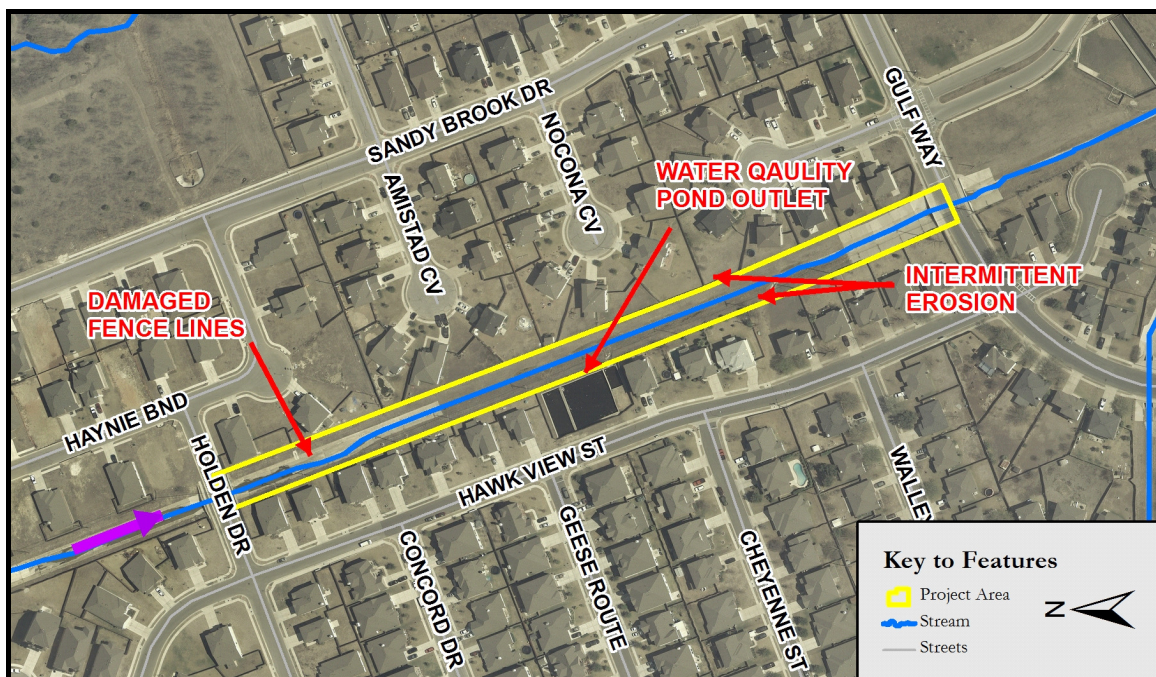 SANDY BROOK DR
GULF WAY
NOCONA CV
AMISTAD CV
WATER QAULITY
POND OUTLET
INTERMITTENT
EROSION
DAMAGED
FENCE LINES
HAYNIE BND
HOLDEN DR
HAWK VIEW ST
CONCORD DR
GEESE ROUTE
CHEYENNE ST
WALLEY
Key to Features
Project Area
Stream
Streets
N